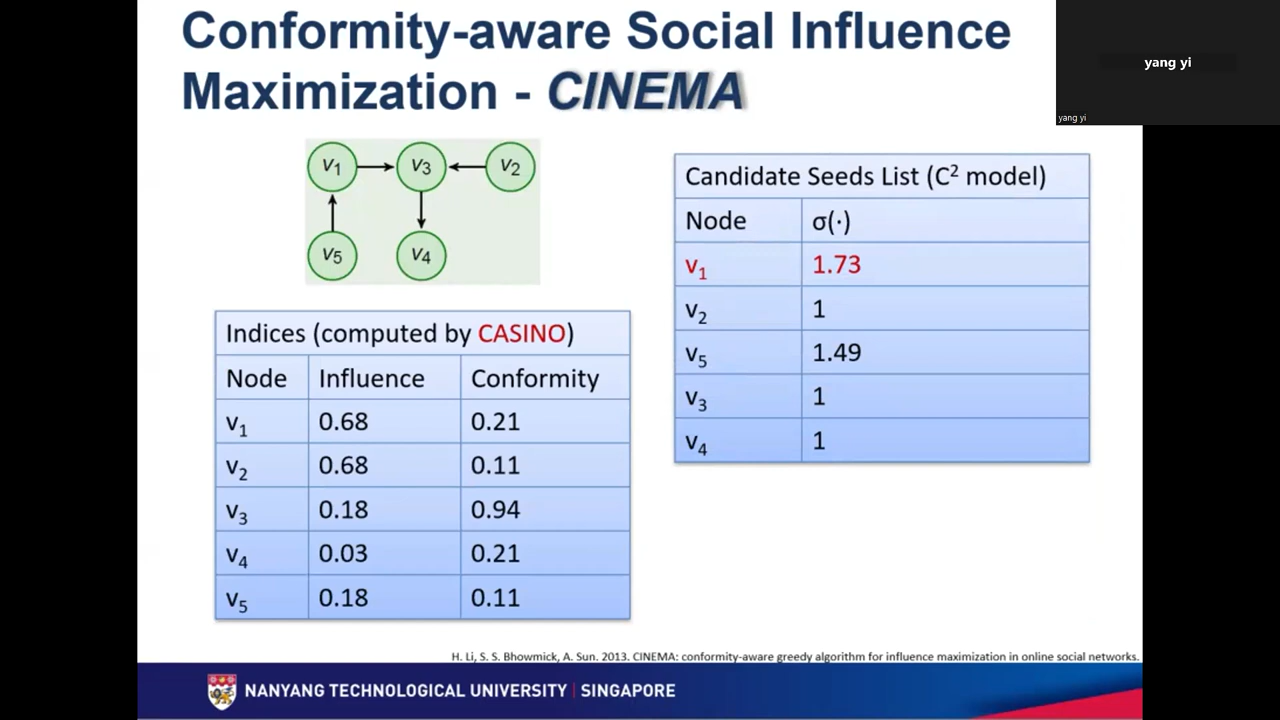 Conformity-aware Social Influence
Maximization - CINEMA
yang yi
yang yi
v1
v3
v2
v5
v4
Candidate Seeds List (C2 model)
Node σ(·)
v1 1.73
v2 1
v5 1.49
v3 1
v4 1
Indices (computed by CASINO)
Node Influence Conformity
v1 0.68 0.21
v2 0.68 0.11
v3 0.18 0.94
v4 0.03 0.21
v5 0.18 0.11
H. Li, S. S. Bhowmick, A. Sun. 2013. CINEMA: conformity-aware greedy algorithm for influence maximization in online social networks.
NANYANG TECHNOLOGICAL UNIVERSITY | SINGAPORE